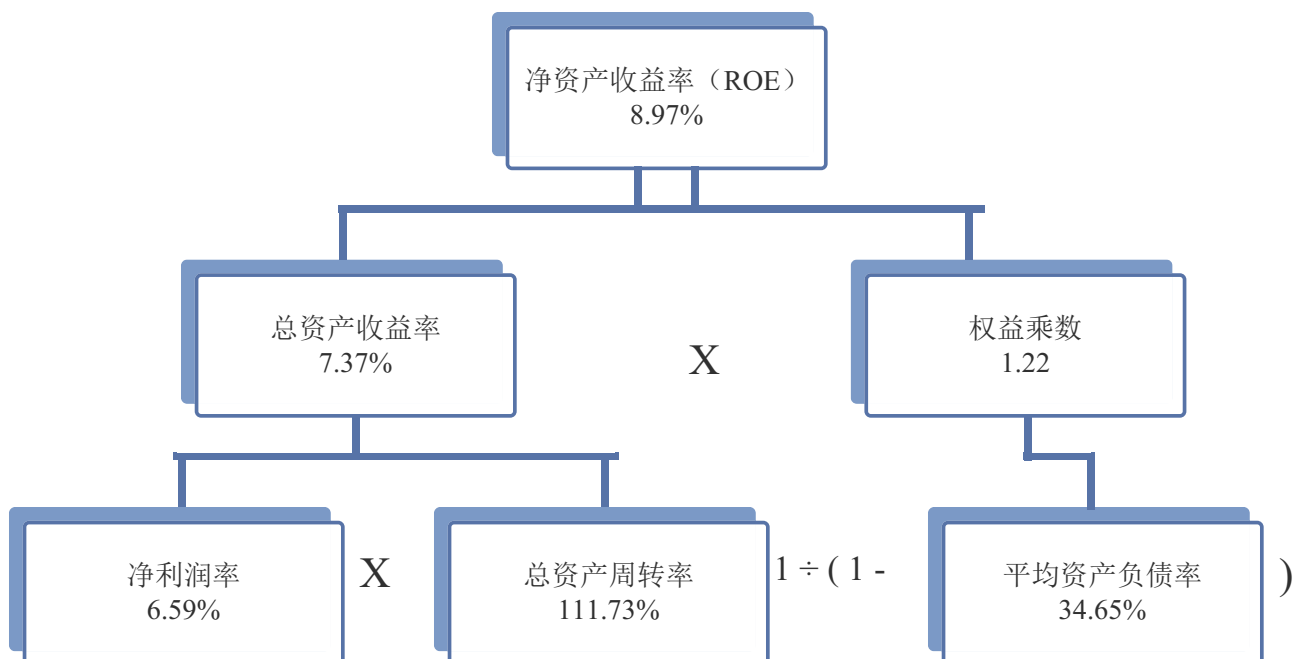 净资产收益率（ROE）
8.97%
总资产收益率
7.37%
X
权益乘数
1.22
净利润率
6.59%
X
总资产周转率
111.73%
1 ÷ ( 1 -
平均资产负债率
34.65%
)